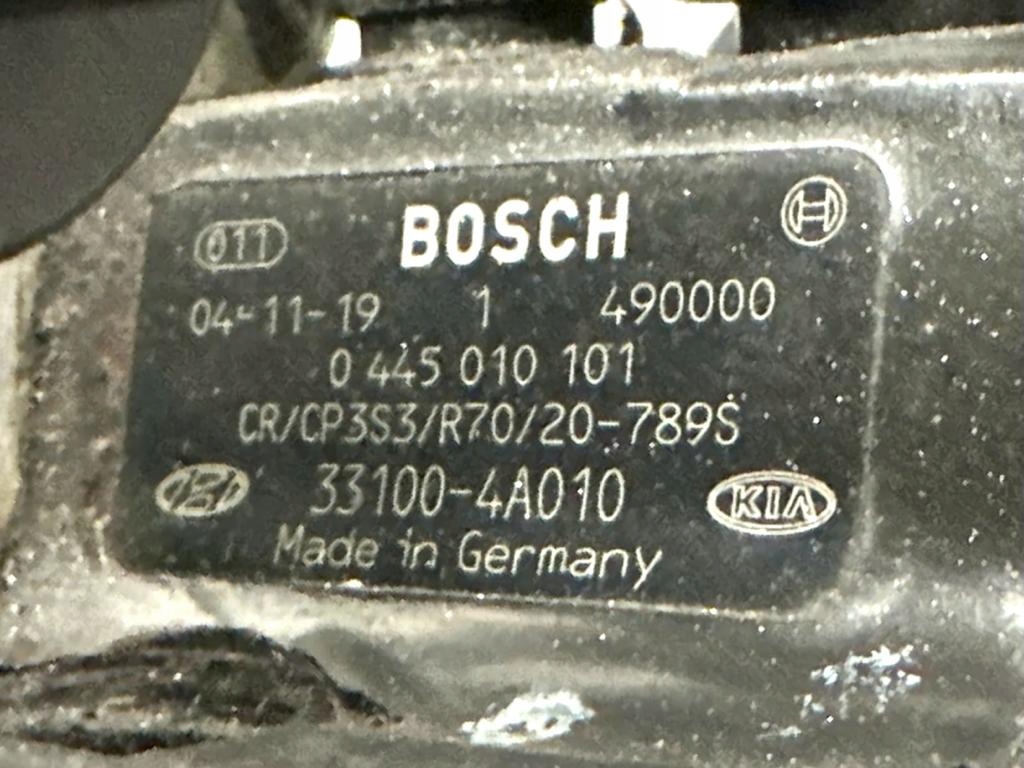 011 BOSCH
04-11-19 1 490000
0 445 010 101
CR/CP3S3/R70/20-789S
33100-4A010 KIA
Made in Germany